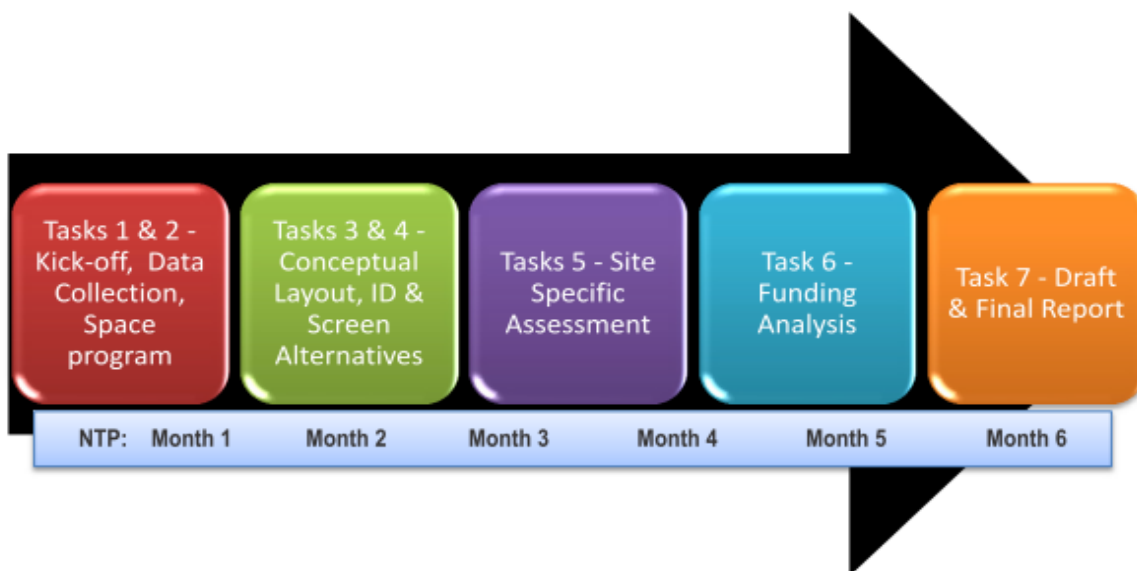 Tasks 1 & 2 -
Kick-off, Data
Collection,
Space
program
Tasks 3 & 4 -
Conceptual
Layout, ID &
Screen
Alternatives
Tasks 5 - Site
Specific
Assessment
Task 6 -
Funding
Analysis
Task 7 - Draft
& Final Report
NTP: Month 1 Month 2 Month 3 Month 4 Month 5 Month 6